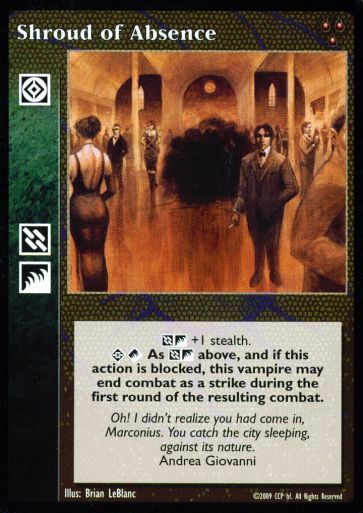 Shroud of Absence
+1 stealth.
As above, and if this
action is blocked, this vampire may
end combat as a strike during the
first round of the resulting combat.
Oh! I didn't realize you had come in,
Marconius. You catch the city sleeping,
against its nature.
Andrea Giovanni
Illus: Brian LeBlanc
©2009 CCP hf. All Rights Reserved